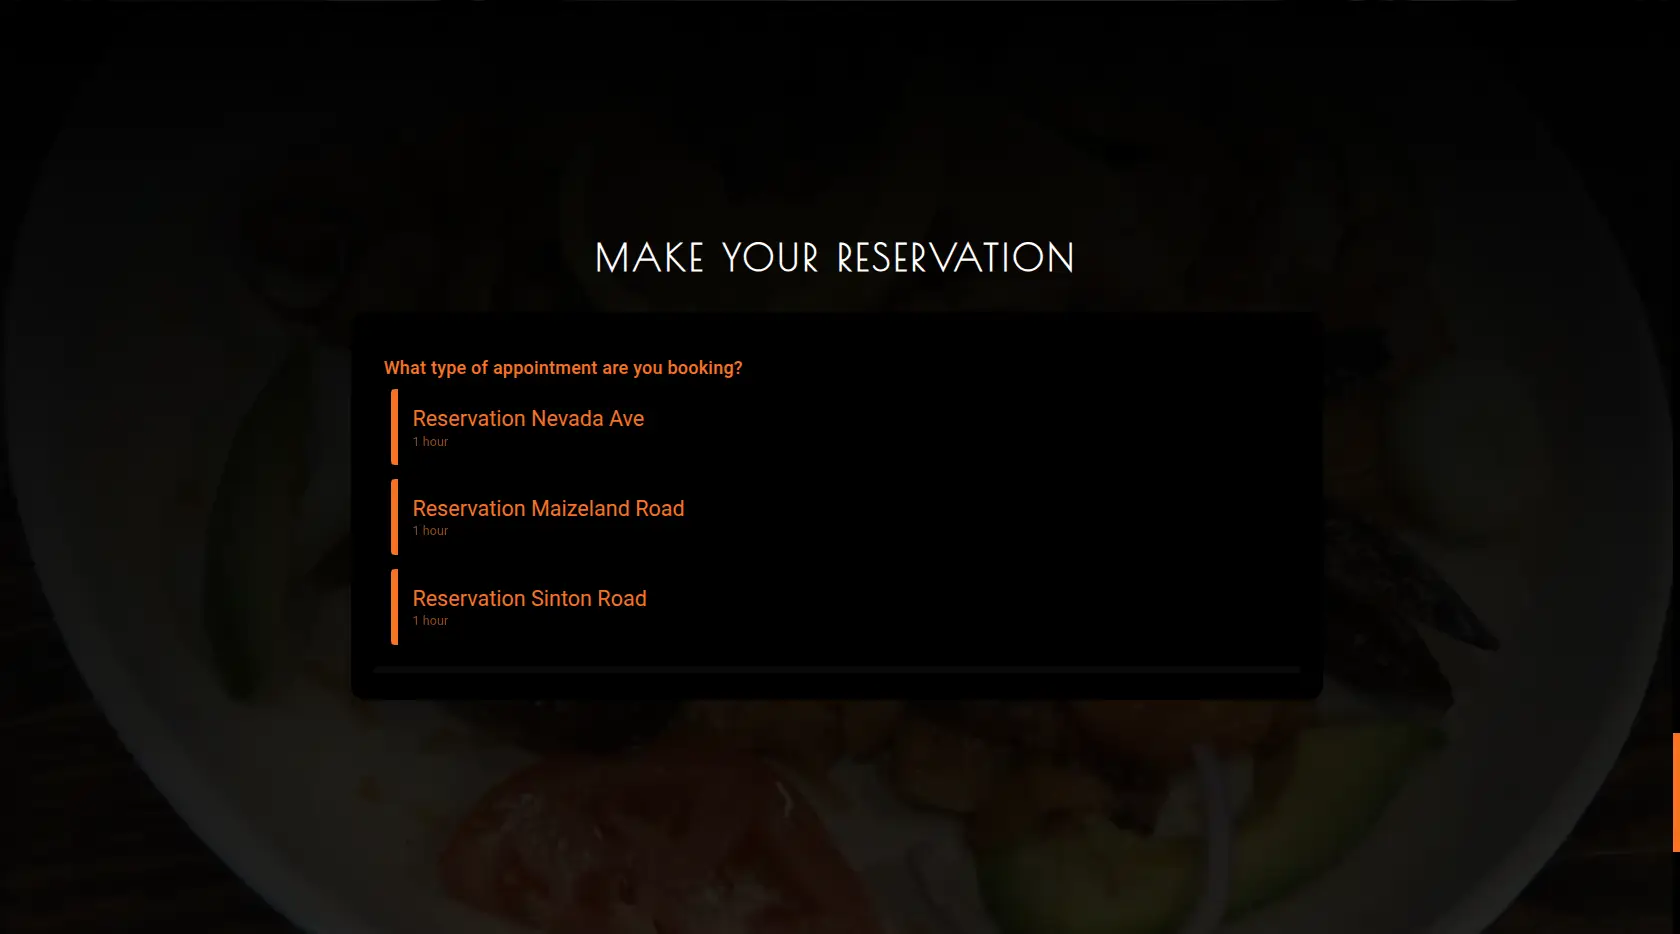 MAKE YOUR RESERVATION
What type of appointment are you booking?
Reservation Nevada Ave
1 hour
Reservation Maizeland Road
1 hour
Reservation Sinton Road
1 hour